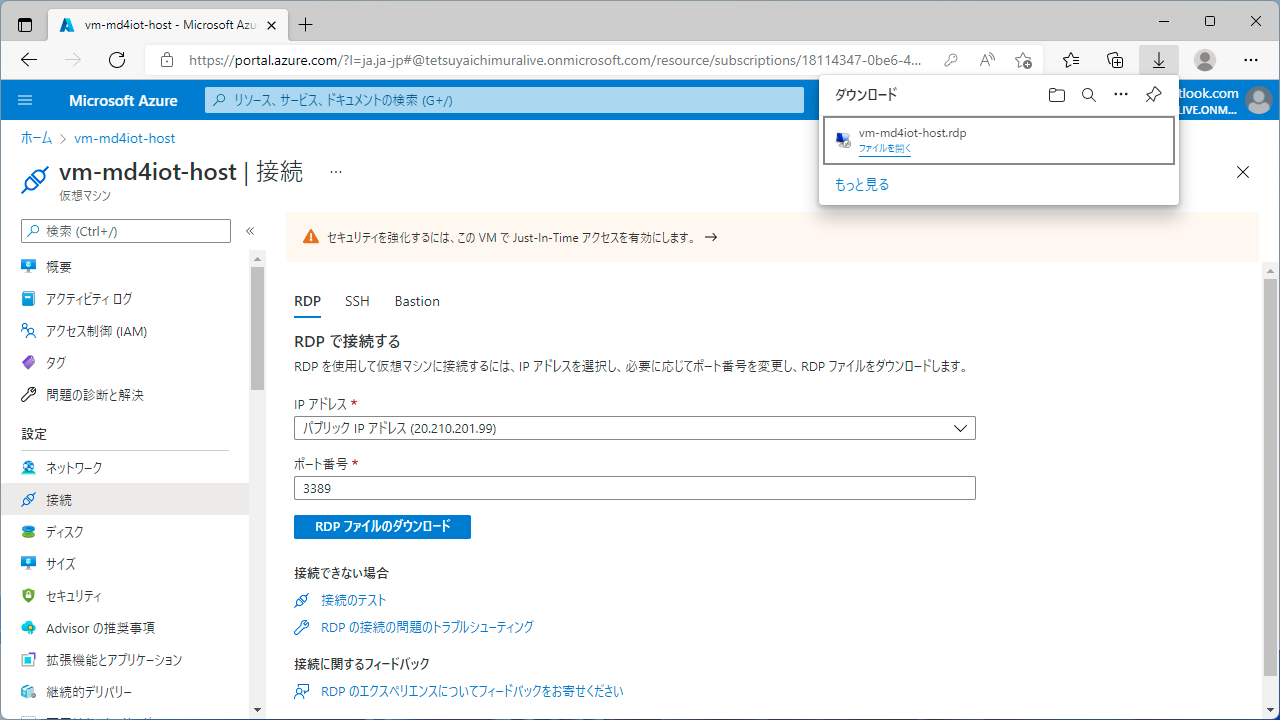 vm-md4iot-host - Microsoft Azu
https://portal.azure.com/?l=ja.ja-jp#@tetsuyaichimuralive.onmicrosoft.com/resource/subscriptions/18114347-0be6-4...
Microsoft Azure
リソース、サービス、ドキュメントの検索 (G+/)
tlook.com
LIVE.ONM...
ダウンロード
vm-md4iot-host.rdp
ファイルを開く
もっと見る
ホーム > vm-md4iot-host
vm-md4iot-host | 接続 ...
仮想マシン
検索 (Ctrl+/)
«
概要
アクティビティ ログ
アクセス制御 (IAM)
タグ
問題の診断と解決
設定
ネットワーク
接続
ディスク
サイズ
セキュリティ
Advisor の推奨事項
拡張機能とアプリケーション
継続的デリバリー
セキュリティを強化するには、この VM で Just-In-Time アクセスを有効にします。 →
RDP SSH Bastion
RDP で接続する
RDP を使用して仮想マシンに接続するには、IP アドレスを選択し、必要に応じてポート番号を変更し、RDP ファイルをダウンロードします。
IP アドレス *
パブリック IP アドレス (20.210.201.99)
ポート番号 *
3389
RDP ファイルのダウンロード
接続できない場合
接続のテスト
RDP の接続の問題のトラブルシューティング
接続に関するフィードバック
RDP のエクスペリエンスについてフィードバックをお寄せください